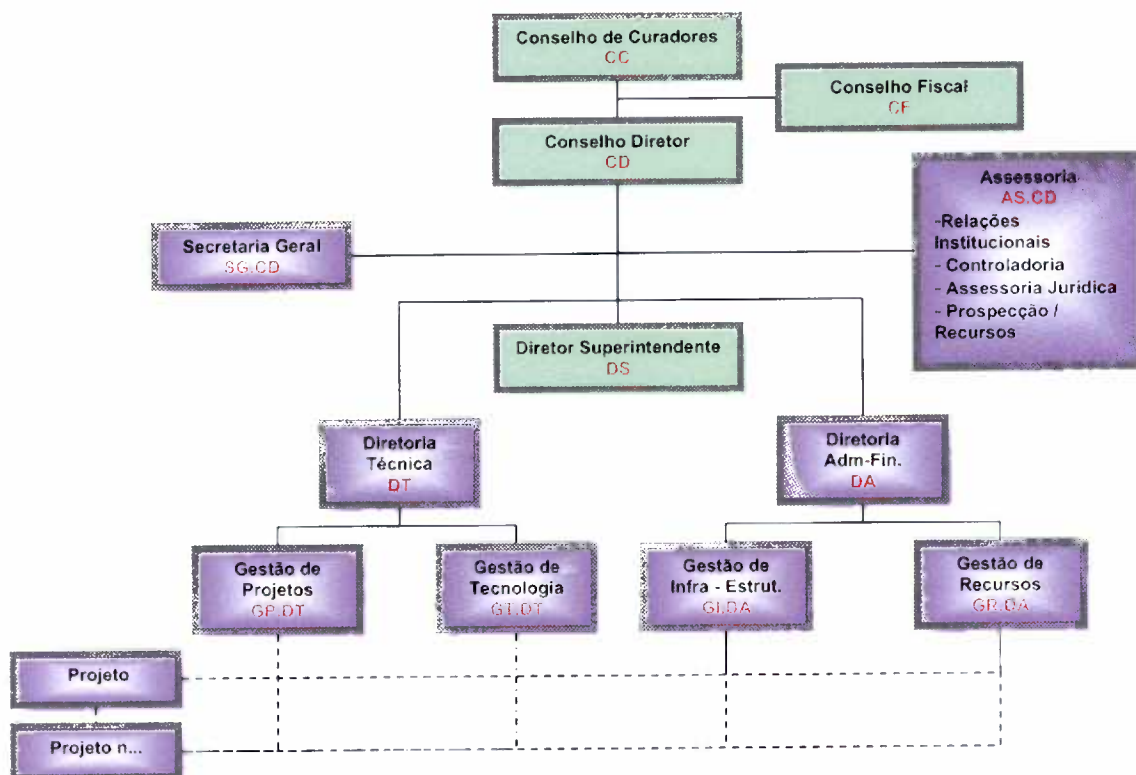 Conselho de Curadores
CC
Conselho Fiscal
CF
Conselho Diretor
CD
Assessoria
AS.CD
-Relações
Institucionais
- Controladoria
- Assessoria Jurídica
- Prospecção /
Recursos
Secretaria Geral
SG.CD
Diretor Superintendente
DS
Diretoria
Técnica
DT
Diretoria
Adm-Fin.
DA
Gestão de
Projetos
GP.DT
Gestão de
Tecnologia
GT.DT
Gestão de
Infra - Estrut.
GI.DA
Gestão de
Recursos
GR.DA
Projeto
Projeto n...